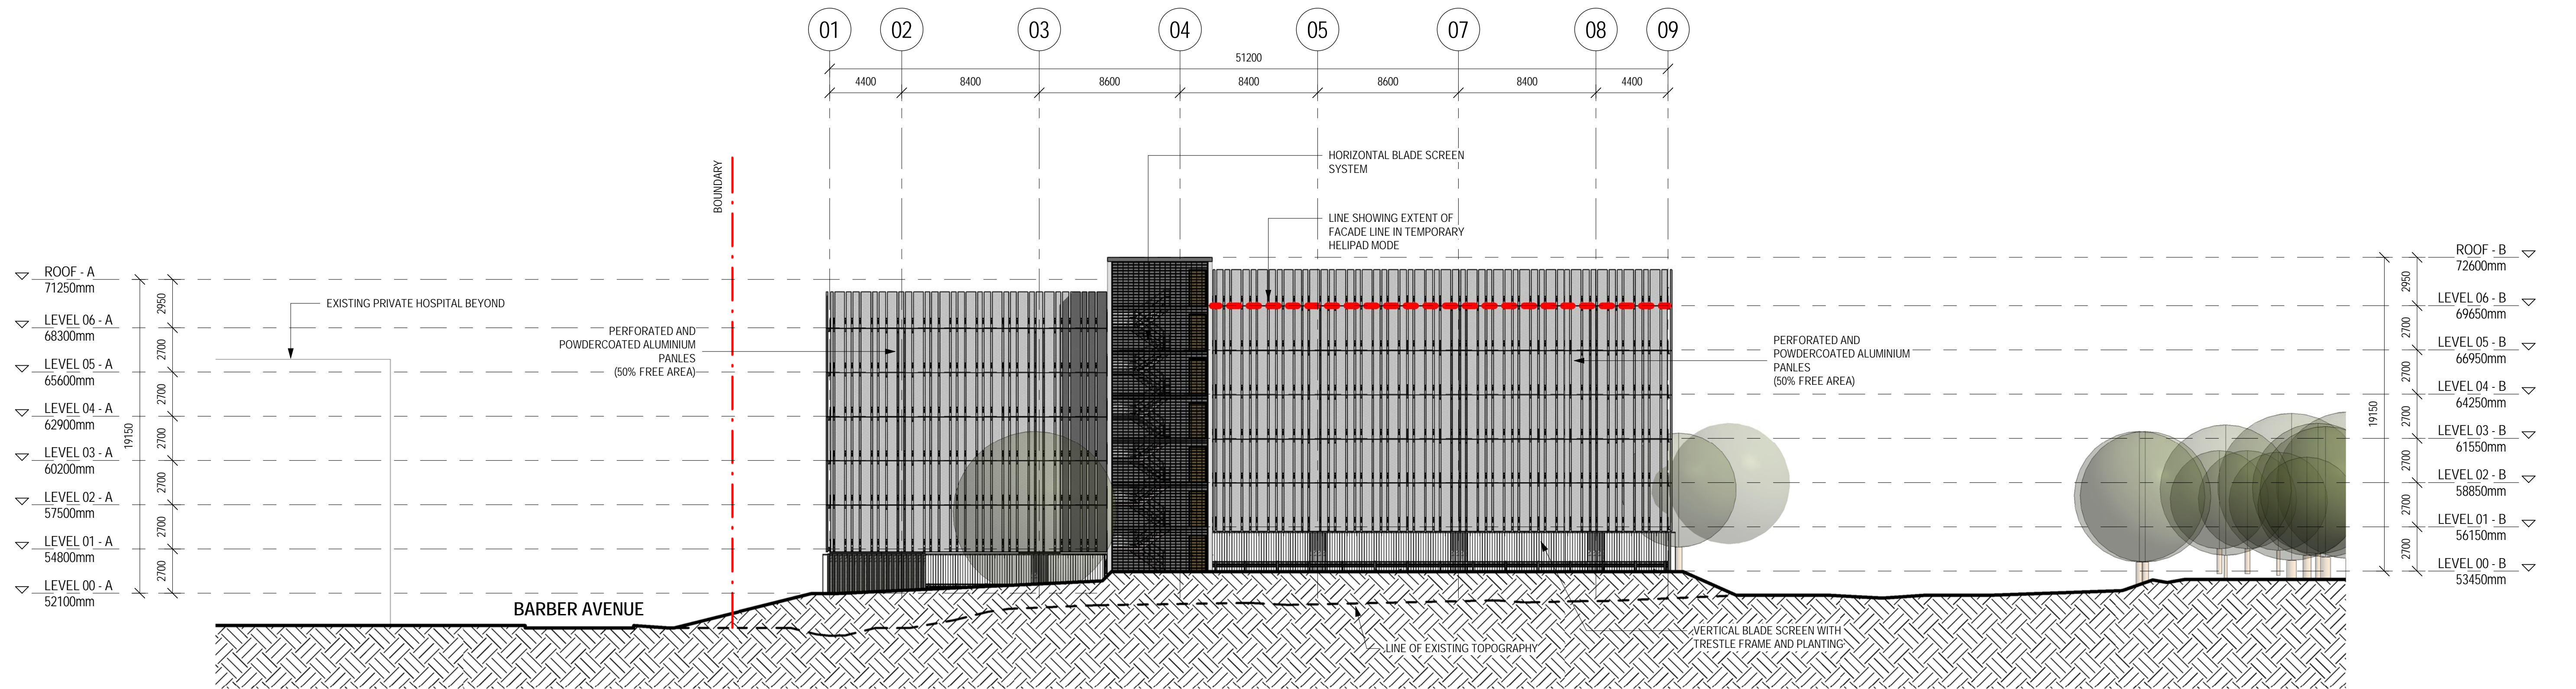 01 02 03 04 05 07 08 09
51200
4400 8400 8600 8400 8600 8400 4400
BOUNDARY
HORIZONTAL BLADE SCREEN
SYSTEM
LINE SHOWING EXTENT OF
FACADE LINE IN TEMPORARY
HELIPAD MODE
ROOF - A
71250mm
LEVEL 06 - A
68300mm
LEVEL 05 - A
65600mm
LEVEL 04 - A
62900mm
LEVEL 03 - A
60200mm
LEVEL 02 - A
57500mm
LEVEL 01 - A
54800mm
LEVEL 00 - A
52100mm
19150
2950
2700
2700
2700
2700
2700
2700
EXISTING PRIVATE HOSPITAL BEYOND
PERFORATED AND
POWDERCOATED ALUMINIUM
PANLES
(50% FREE AREA)
BARBER AVENUE
PERFORATED AND
POWDERCOATED ALUMINIUM
PANLES
(50% FREE AREA)
LINE OF EXISTING TOPOGRAPHY
VERTICAL BLADE SCREEN WITH
TRESTLE FRAME AND PLANTING
19150
2950
2700
2700
2700
2700
2700
2700
ROOF - B
72600mm
LEVEL 06 - B
69650mm
LEVEL 05 - B
66950mm
LEVEL 04 - B
64250mm
LEVEL 03 - B
61550mm
LEVEL 02 - B
58850mm
LEVEL 01 - B
56150mm
LEVEL 00 - B
53450mm